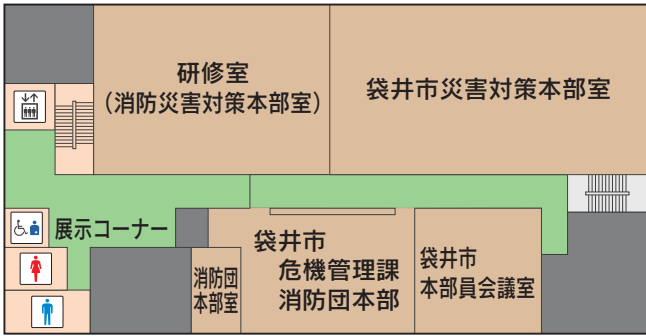 研修室
（消防災害対策本部室）
袋井市災害対策本部室
展示コーナー
袋井市
危機管理課
消防団本部
消防団
本部室
袋井市
本部員会議室